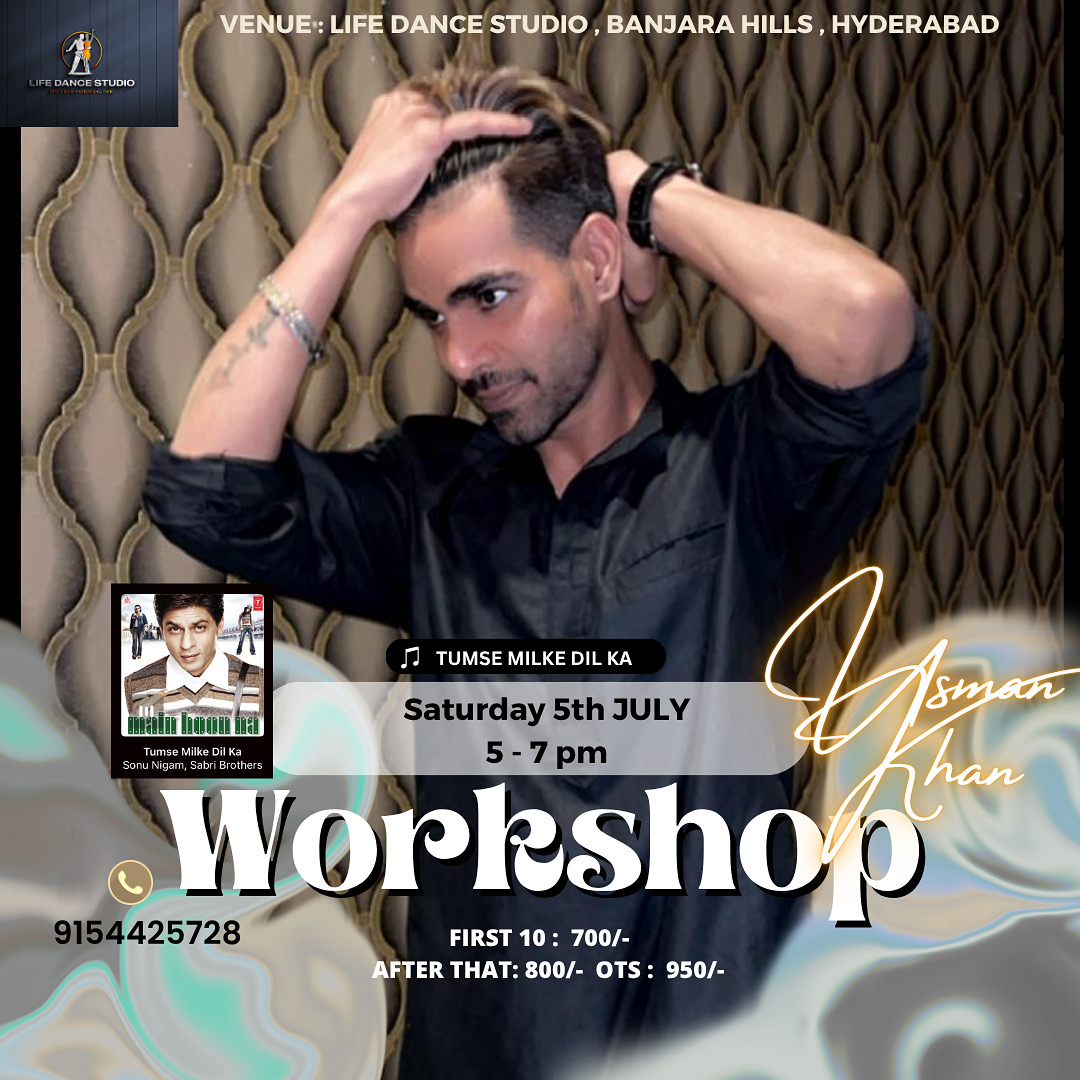 VENUE : LIFE DANCE STUDIO , BANJARA HILLS , HYDERABAD
LIFE DANCE STUDIO
TUMSE MILKE DIL KA
Saturday 5th JULY
5 - 7 pm
main hoon na
Tumse Milke Dil Ka
Sonu Nigam, Sabri Brothers
Usman
Khan
Workshop
9154425728
FIRST 10 : 700/-
AFTER THAT: 800/- OTS : 950/-